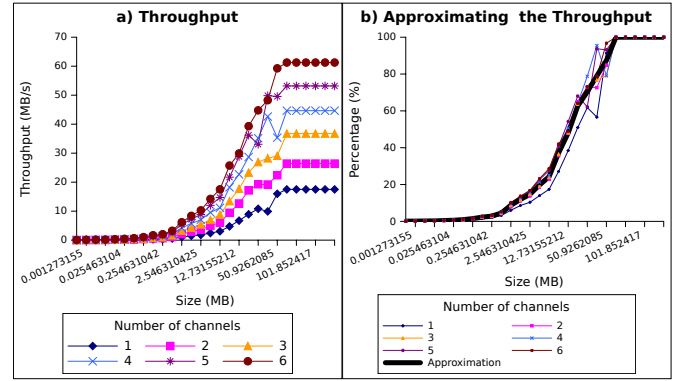 a) Throughput
Throughput (MB/s)
70
60
50
40
30
20
10
0
0.001273155
0.025463104
0.254631042
2.546310425
12.73155212
50.9262085
101.852417
Size (MB)
Number of channels
1 2 3
4 5 6
b) Approximating the Throughput
Percentage (%)
100
80
60
40
20
0
0.001273155
0.025463104
0.254631042
2.546310425
12.73155212
50.9262085
101.852417
Size (MB)
Number of channels
1 2
3 4
5 6
Approximation